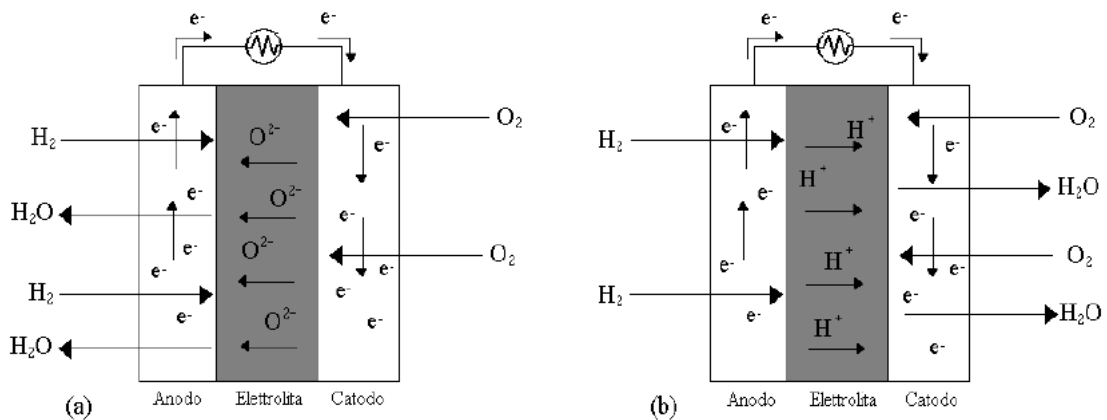 e- e-
e- O²⁻ O₂
H₂ e-
e- O²⁻ e-
H₂O
e- O²⁻ O₂
e- e-
H₂ e-
e- O²⁻ e-
H₂O
(a) Anodo Elettrolita Catodo
e- e-
e- H⁺ O₂
H₂ e-
e- H⁺ H₂O
e-
e- H⁺ O₂
e- e-
H₂ e-
e- H⁺ H₂O
e-
(b) Anodo Elettrolita Catodo